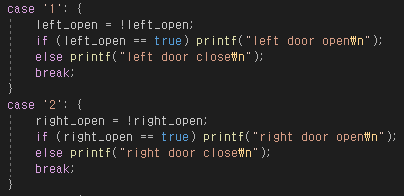 case '1': {
    left_open = !left_open;
    if (left_open == true) printf("left door open₩n");
    else printf("left door close₩n");
    break;
}
case '2': {
    right_open = !right_open;
    if (right_open == true) printf("right door open₩n");
    else printf("right door close₩n");
    break;
}